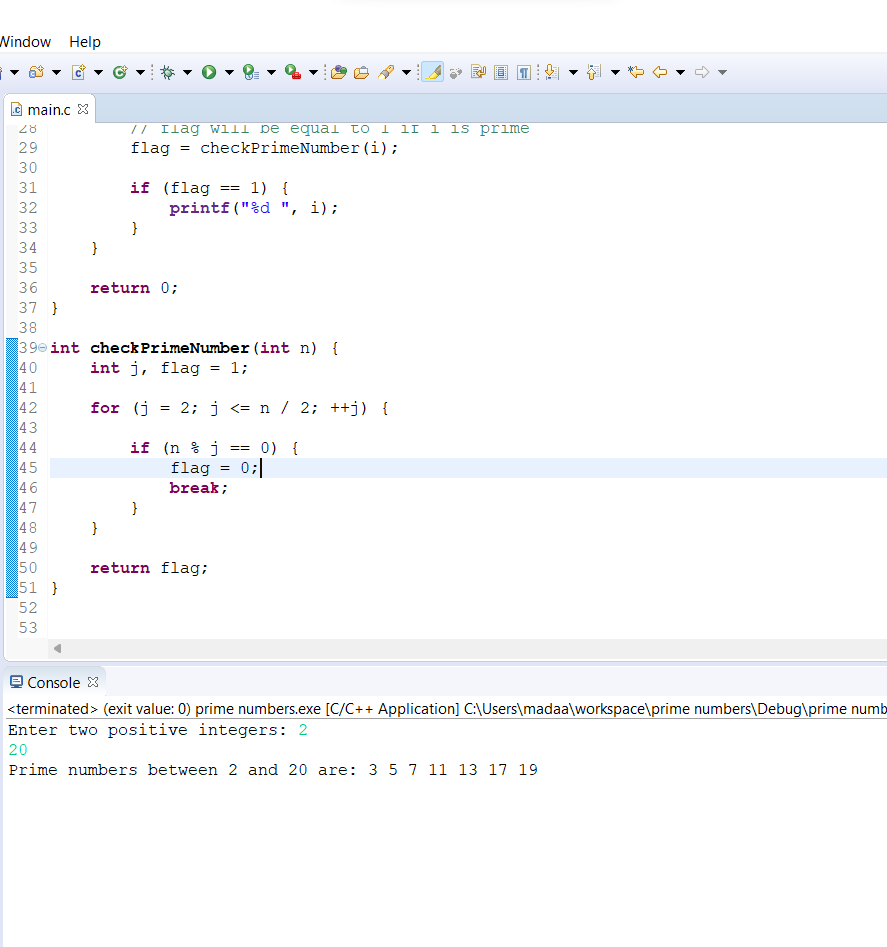 Window Help
main.c
28 // flag will be equal to 1 if i is prime
29 flag = checkPrimeNumber(i);
30
31 if (flag == 1) {
32 printf("%d ", i);
33 }
34 }
35
36 return 0;
37 }
38
39 int checkPrimeNumber(int n) {
40 int j, flag = 1;
41
42 for (j = 2; j <= n / 2; ++j) {
43
44 if (n % j == 0) {
45 flag = 0;
46 break;
47 }
48 }
49
50 return flag;
51 }
52
53
Console
<terminated> (exit value: 0) prime numbers.exe [C/C++ Application] C:\Users\madaa\workspace\prime numbers\Debug\prime numb
Enter two positive integers: 2
20
Prime numbers between 2 and 20 are: 3 5 7 11 13 17 19